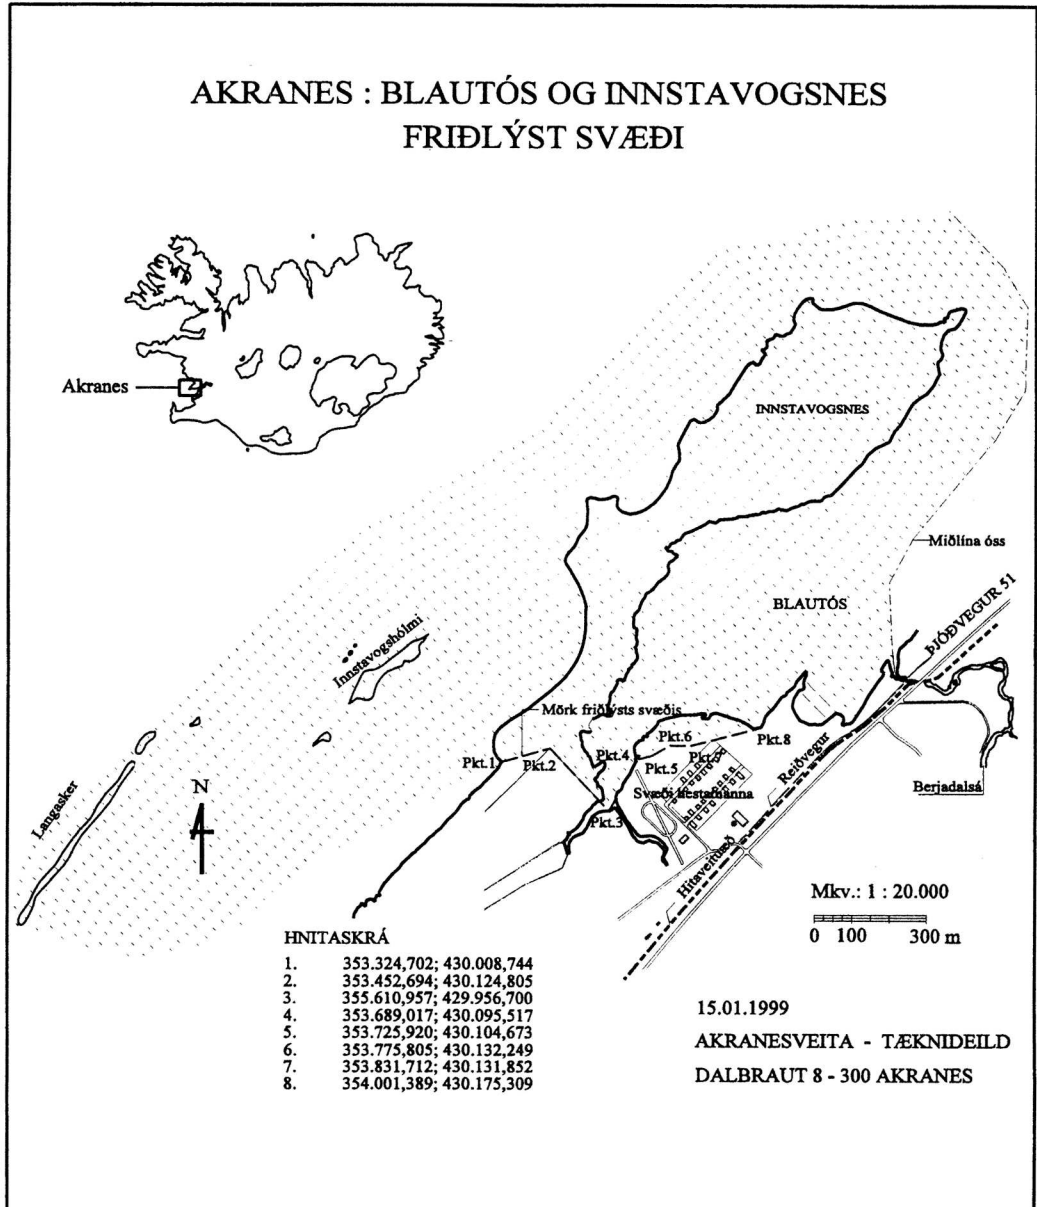 AKRANES : BLAUTÓS OG INNSTAVOGSNES
FRIÐLÝST SVÆÐI
Akranes
INNSTAVOGSNES
Miðlína óss
BLAUTÓS
ÞJÓÐVEGUR 51
Innstavogshólmi
Mörk friðlýsts svæðis
Pkt.6
Pkt.8
Pkt.1
Pkt.2
Pkt.4
Pkt.5
Pkt.7
Reiðvegur
Berjadalsá
Langasker
N
Svæði hestamanna
Pkt.3
Hitaveituæð
Mkv.: 1 : 20.000
0 100 300 m
HNITASKRÁ
1. 353.324,702; 430.008,744
2. 353.452,694; 430.124,805
3. 355.610,957; 429.956,700
4. 353.689,017; 430.095,517
5. 353.725,920; 430.104,673
6. 353.775,805; 430.132,249
7. 353.831,712; 430.131,852
8. 354.001,389; 430.175,309
15.01.1999
AKRANESVEITA - TÆKNIDEILD
DALBRAUT 8 - 300 AKRANES